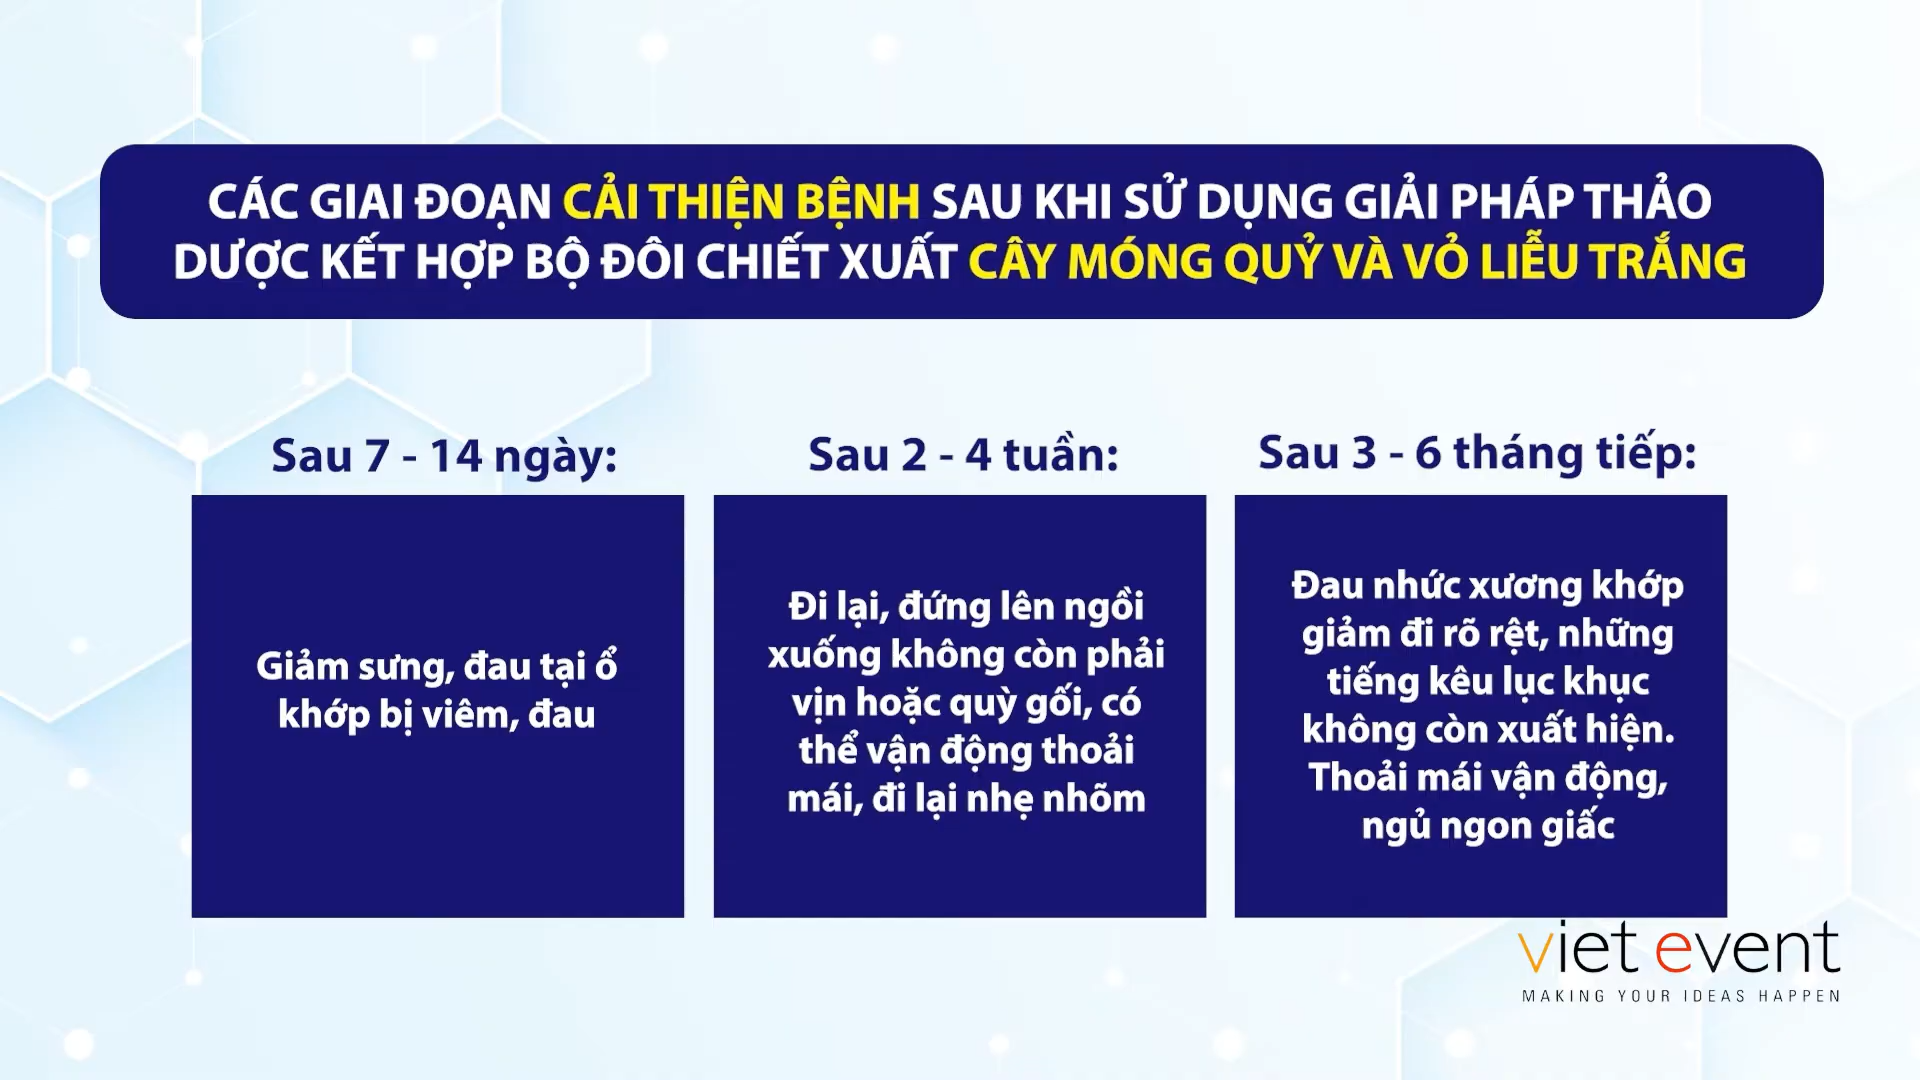 CÁC GIAI ĐOẠN CẢI THIỆN BỆNH SAU KHI SỬ DỤNG GIẢI PHÁP THẢO
DƯỢC KẾT HỢP BỘ ĐÔI CHIẾT XUẤT CÂY MÓNG QUỶ VÀ VỎ LIỄU TRẮNG
Sau 7 - 14 ngày:
Giảm sưng, đau tại ổ
khớp bị viêm, đau
Sau 2 - 4 tuần:
Đi lại, đứng lên ngồi
xuống không còn phải
vịn hoặc quỳ gối, có
thể vận động thoải
mái, đi lại nhẹ nhõm
Sau 3 - 6 tháng tiếp:
Đau nhức xương khớp
giảm đi rõ rệt, những
tiếng kêu lục khục
không còn xuất hiện.
Thoải mái vận động,
ngủ ngon giấc
viet event
MAKING YOUR IDEAS HAPPEN